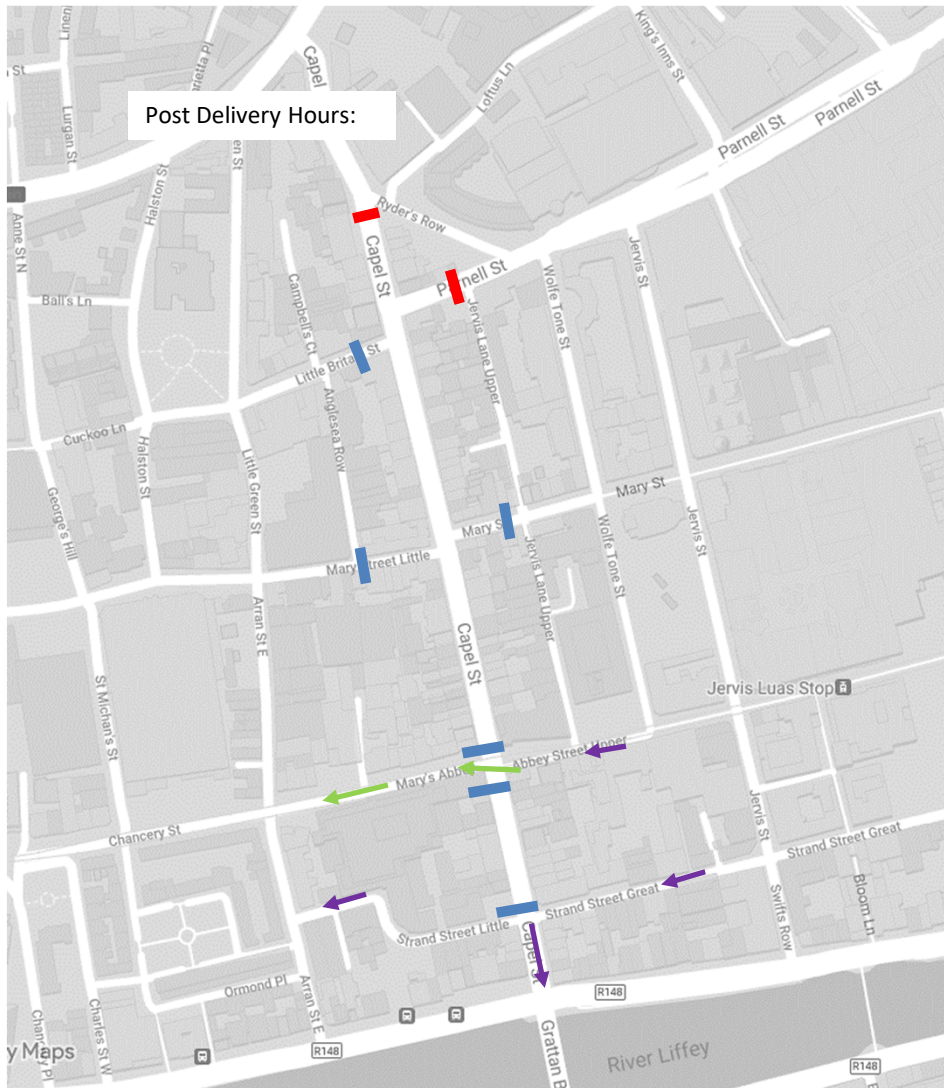 Linen
St
Lurgan St
Capel
King's Inns St
Loftus Ln
Post Delivery Hours:
Parnell St
Parnell St
Halston St
Anne St N
Ryder's Row
Capel St
Jervis St
Parnell St
Wolfe Tone St
Ball's Ln
Campbell's Ct
Jervis Lane Upper
Little Britain St
Anglesea Row
Cuckoo Ln
Halston St
Little Green St
Mary St
George's Hill
Mary S
Wolfe Tone St
Jervis St
Mary Street Little
Jervis Lane Upper
Arran St E
Capel St
St Michan's St
Jervis Luas Stop
Abbey Street Upper
Mary's Abbe
Jervis St
Chancery St
Strand Street Great
Strand Street Great
Bloom Ln
Swifts Row
Strand Street Little
Capel St
Ormond Pl
Arran St E
R148
Charles St W
Grattan B
R148
y Maps
River Liffey
R148